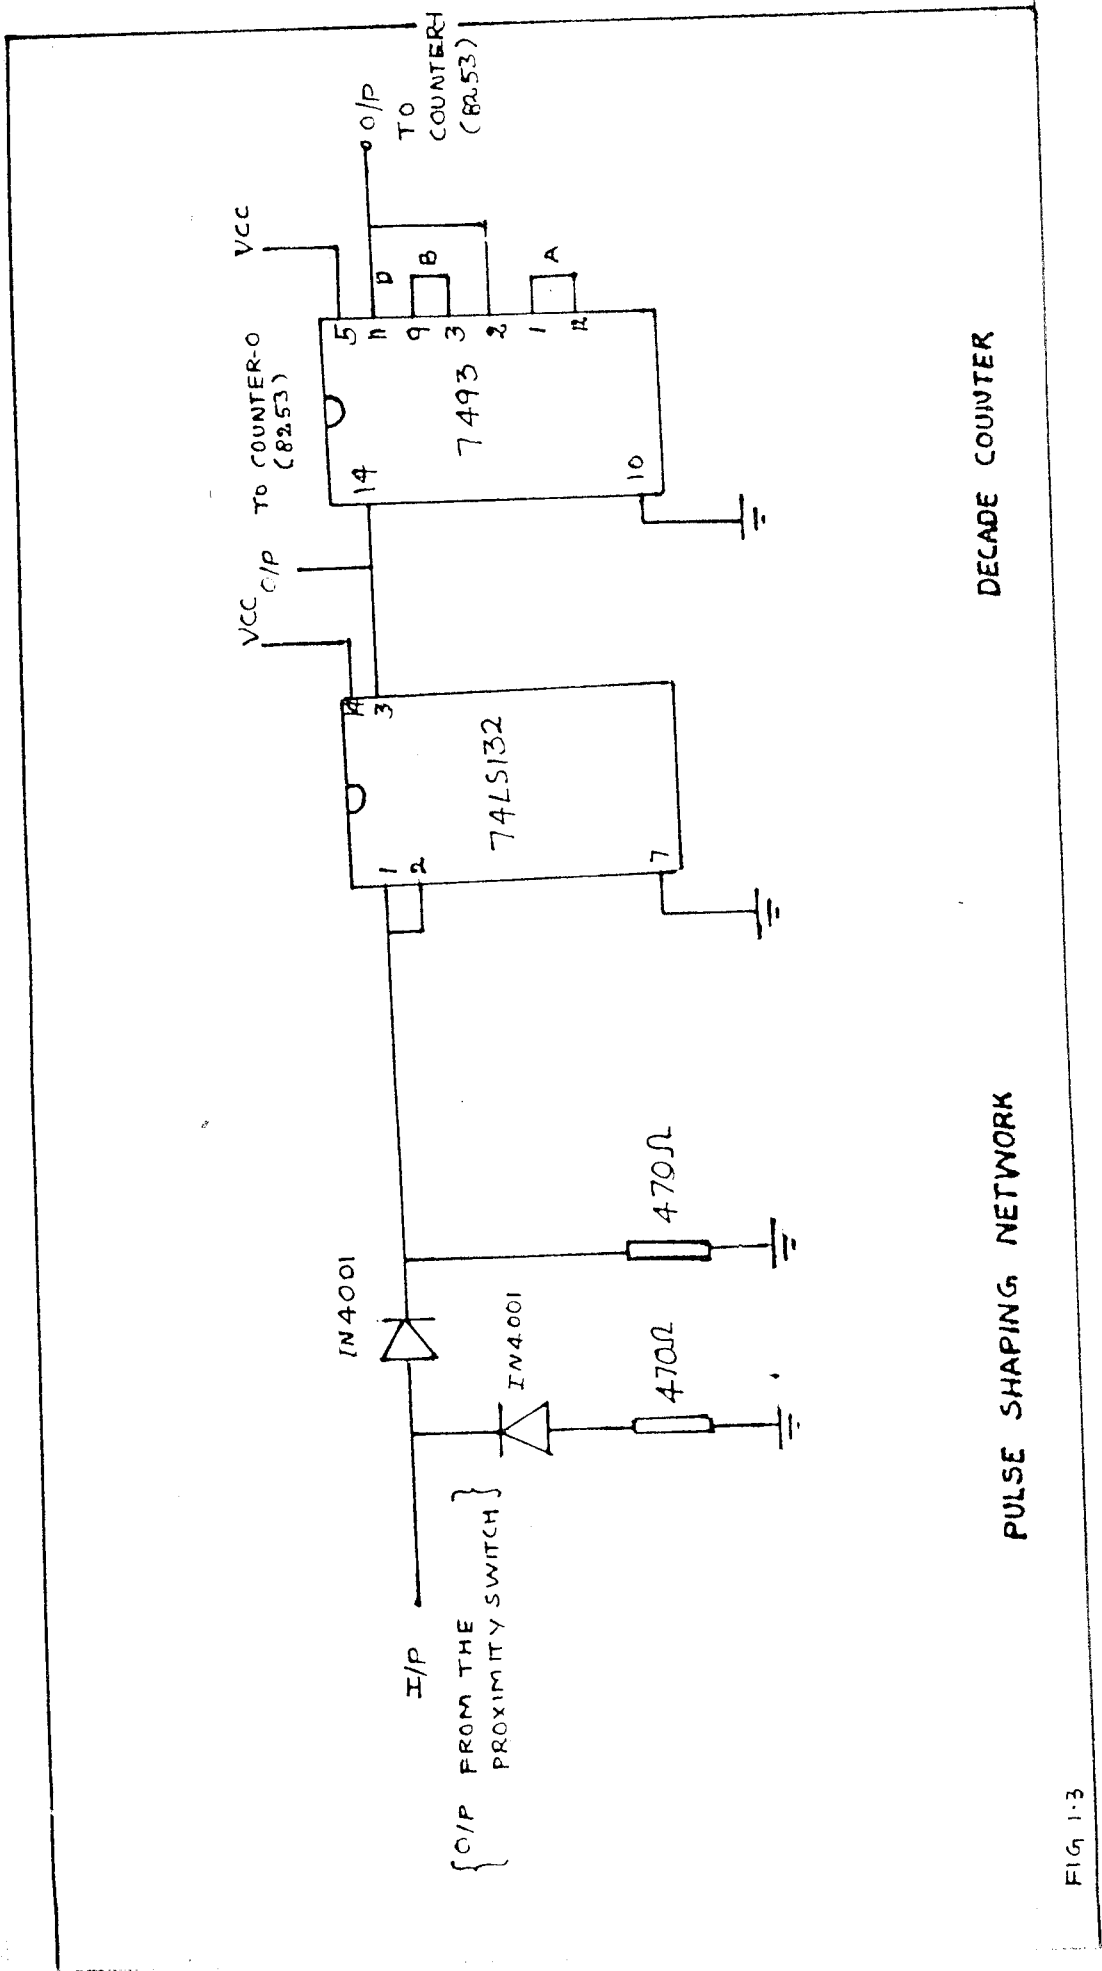 I/P
{O/P FROM THE
PROXIMITY SWITCH}
IN4001
IN4001
470Ω
470Ω
1
2
7
74LS132
14
3
VCC
O/P TO COUNTER-0
(8253)
14
10
7493
5
11
9
3
2
1
12
VCC
D
B
A
O/P
TO
COUNTER-1
(8253)
PULSE SHAPING NETWORK
DECADE COUNTER
FIG 1.3